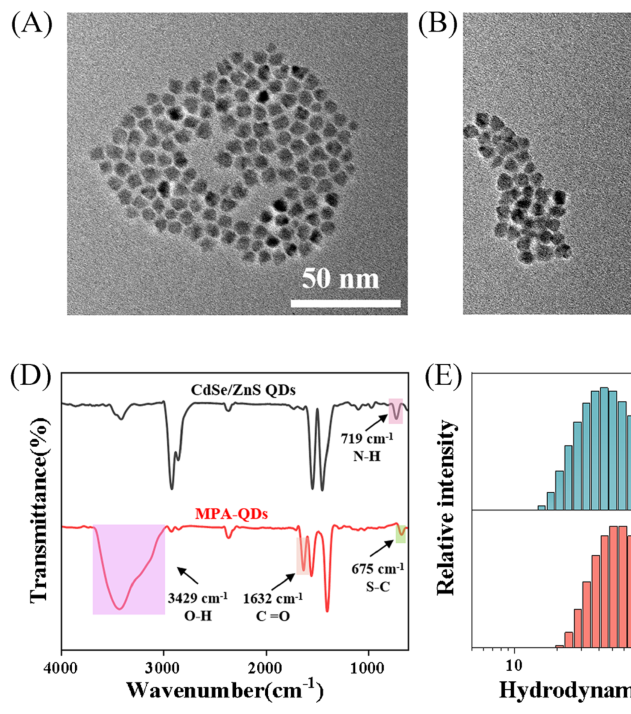 (A)
(B)
50 nm
(D)
CdSe/ZnS QDs
719 cm-1
N-H
MPA-QDs
3429 cm-1
O-H
1632 cm-1
C =O
675 cm-1
S-C
Transmittance(%)
4000 3000 2000 1000
Wavenumber(cm-1)
(E)
Relative intensity
10
Hydrodynam